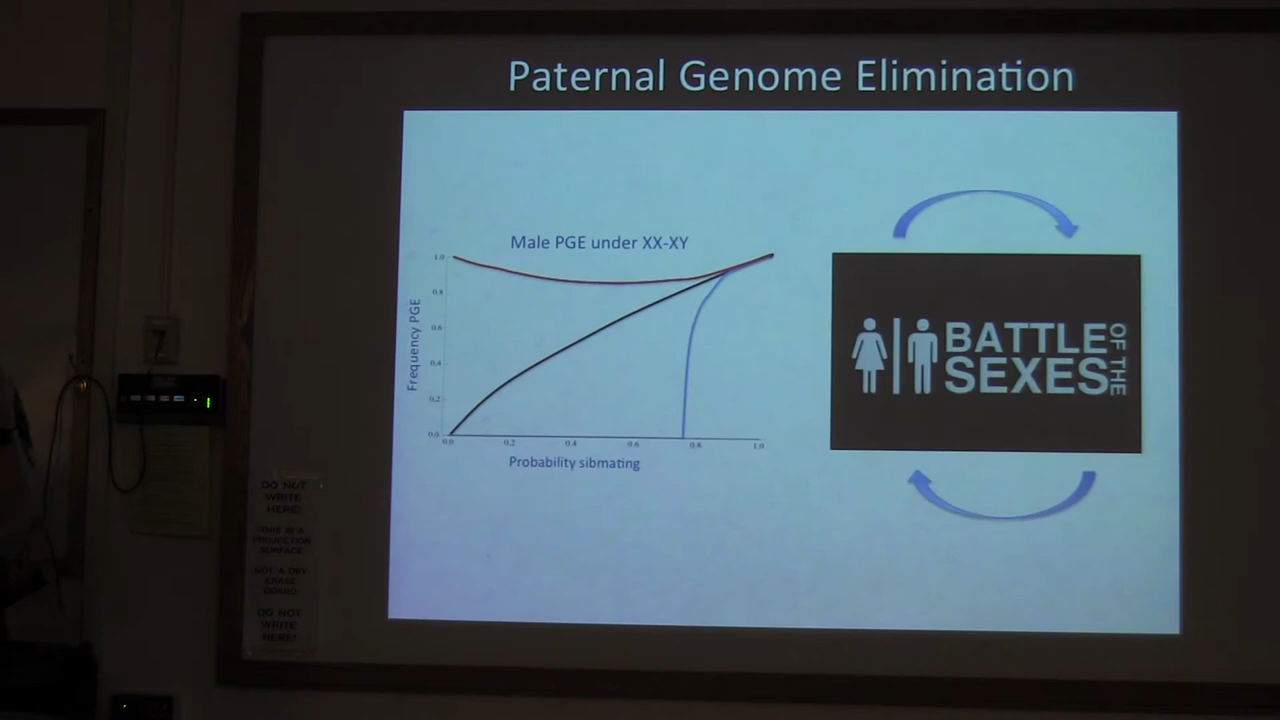 Paternal Genome Elimination
Male PGE under XX-XY
Frequency PGE
1.0
0.8
0.6
0.4
0.2
0.0
0.0 0.2 0.4 0.6 0.8 1.0
Probability sibmating
BATTLE
OF THE
SEXES
DO NOT
WRITE
HERE!
THIS IS A
PROJECTION
SURFACE
NOT A DRY
ERASE
BOARD
DO NOT
WRITE
HERE!